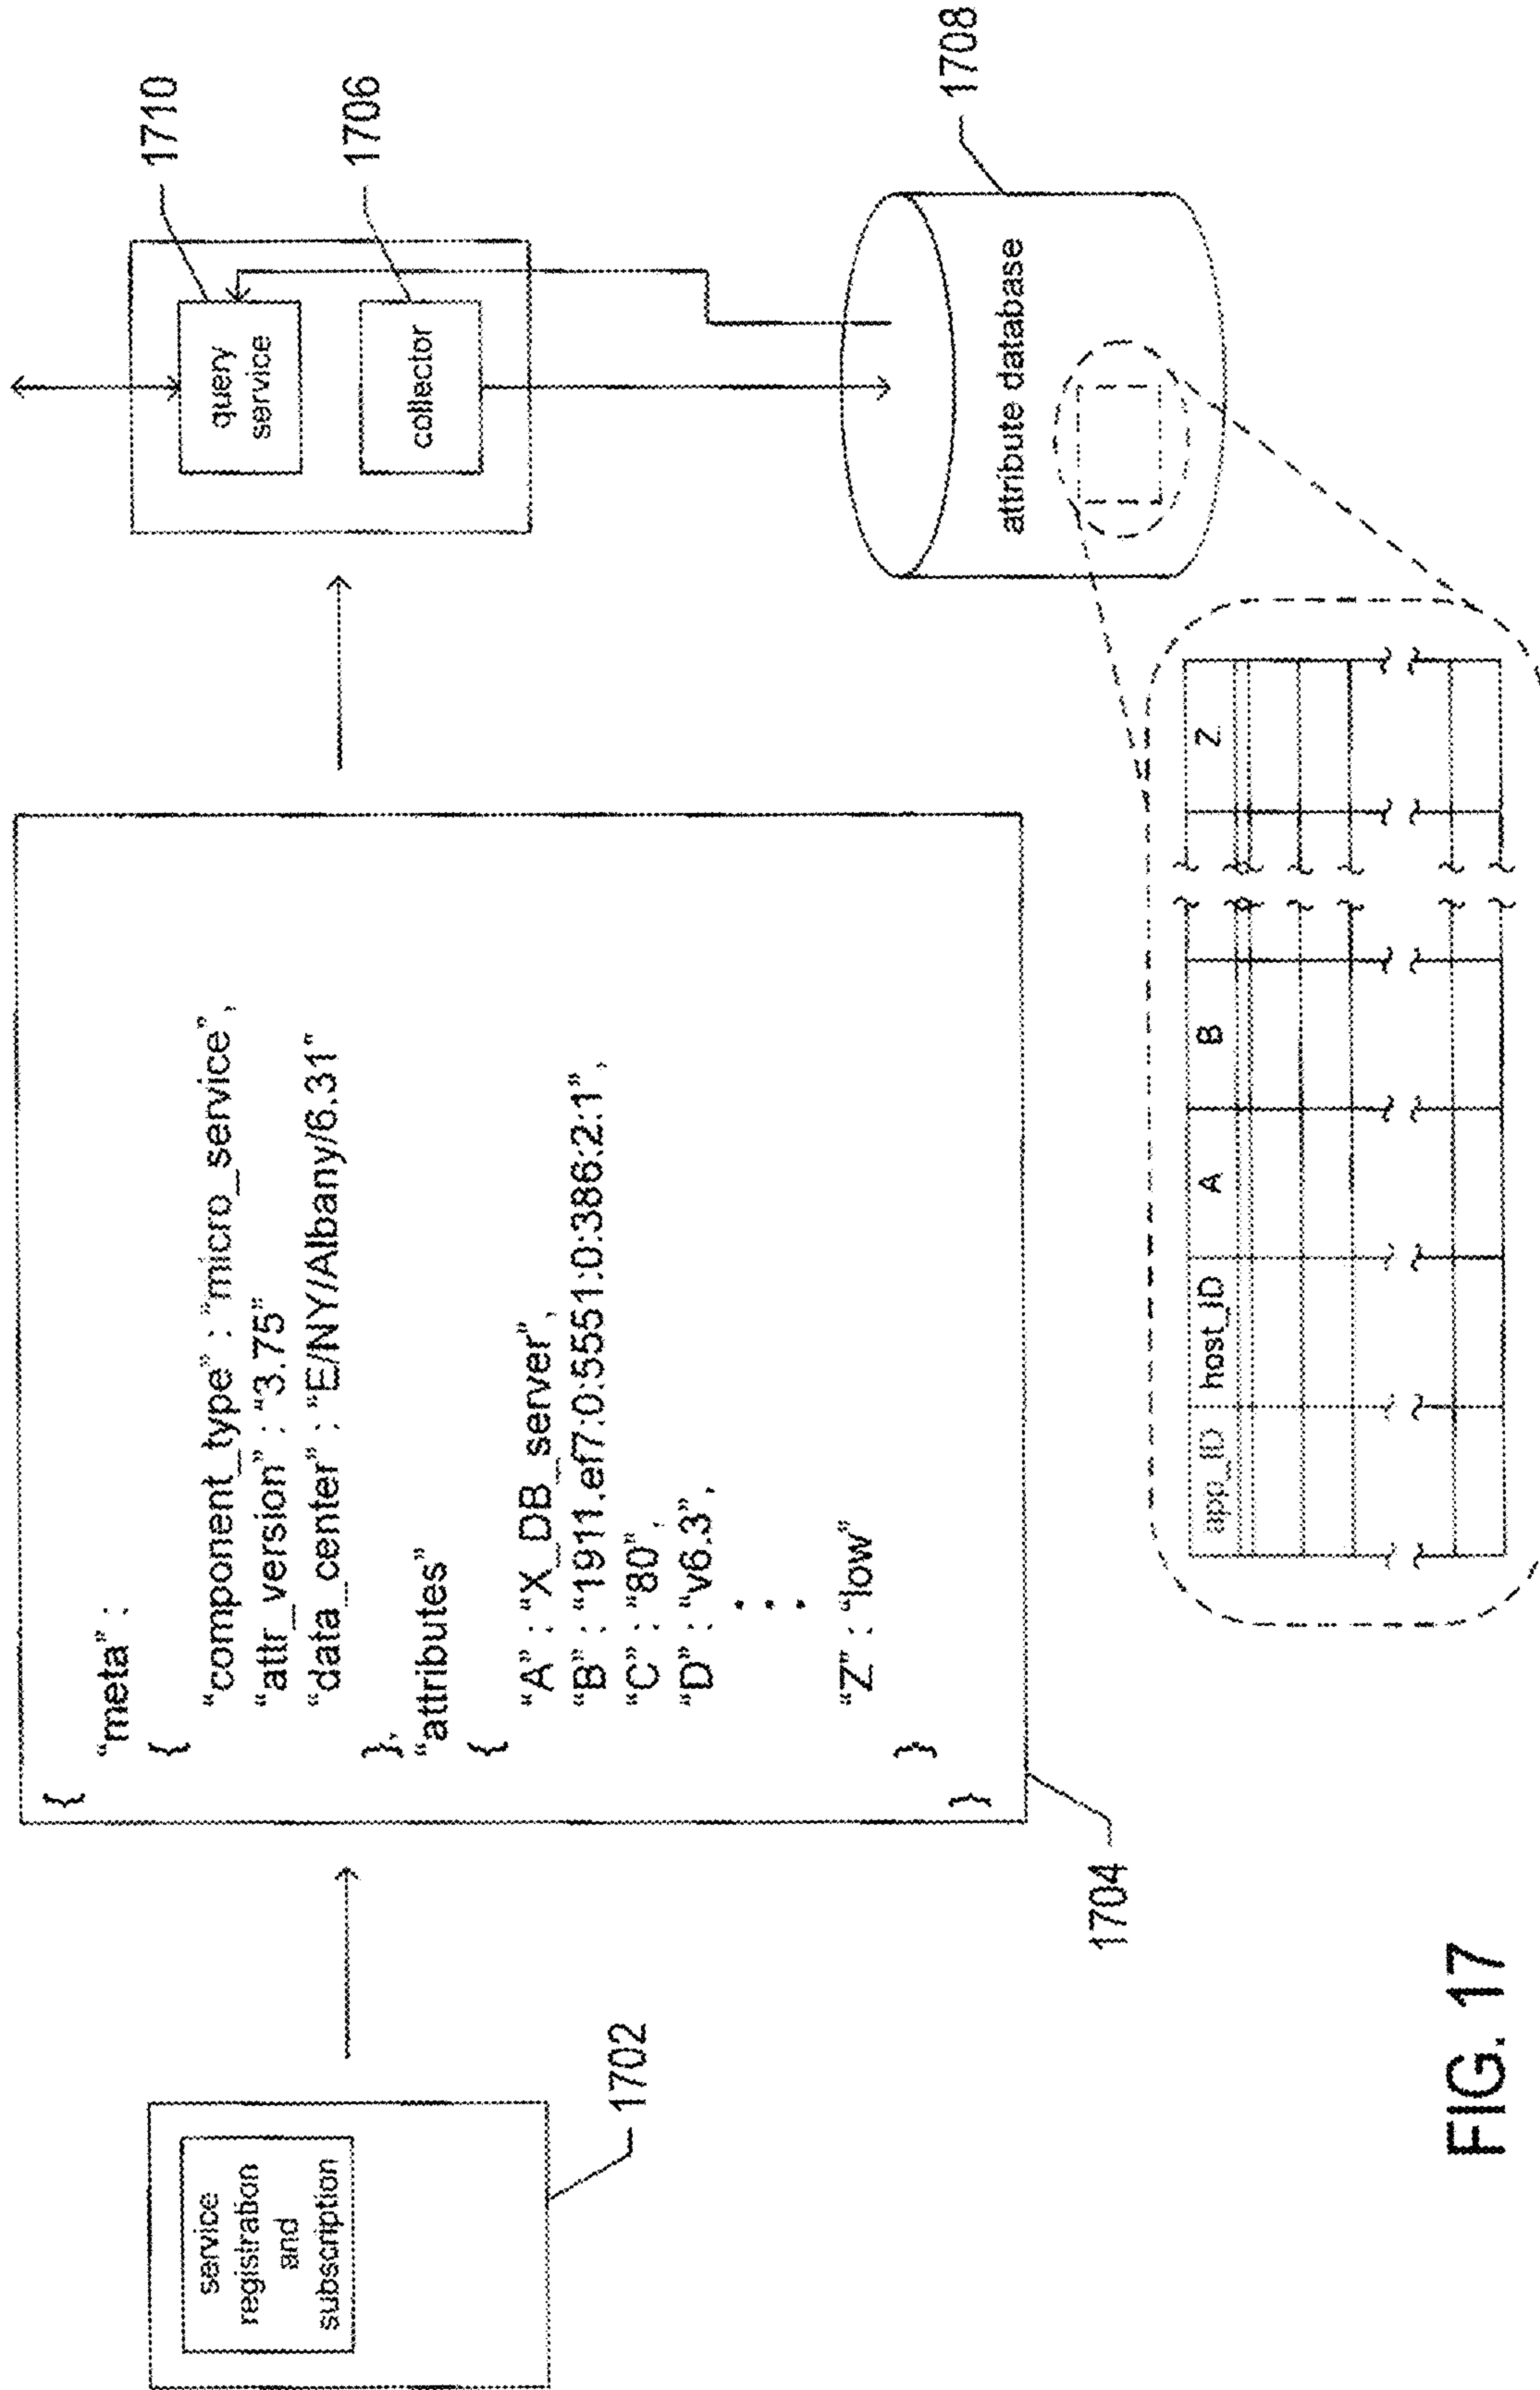 service
registration
and
subscription
1702
{
“meta” :
{
“component_type” : “micro_service”,
“attr_version” : “3.75”
“data_center” : “E/NY/Albany/6.31“
},
“attributes”
{
“A” : “X_DB_server”,
“B” : “1911.ef7:0:5551:0:386:2:1”,
“C” : “80”,
“D” : “v6.3”,
“Z” : “low”
}
}
1704
query
service
1710
collector
1706
attribute database
1708
app_ID host_ID A B Z
FIG. 17